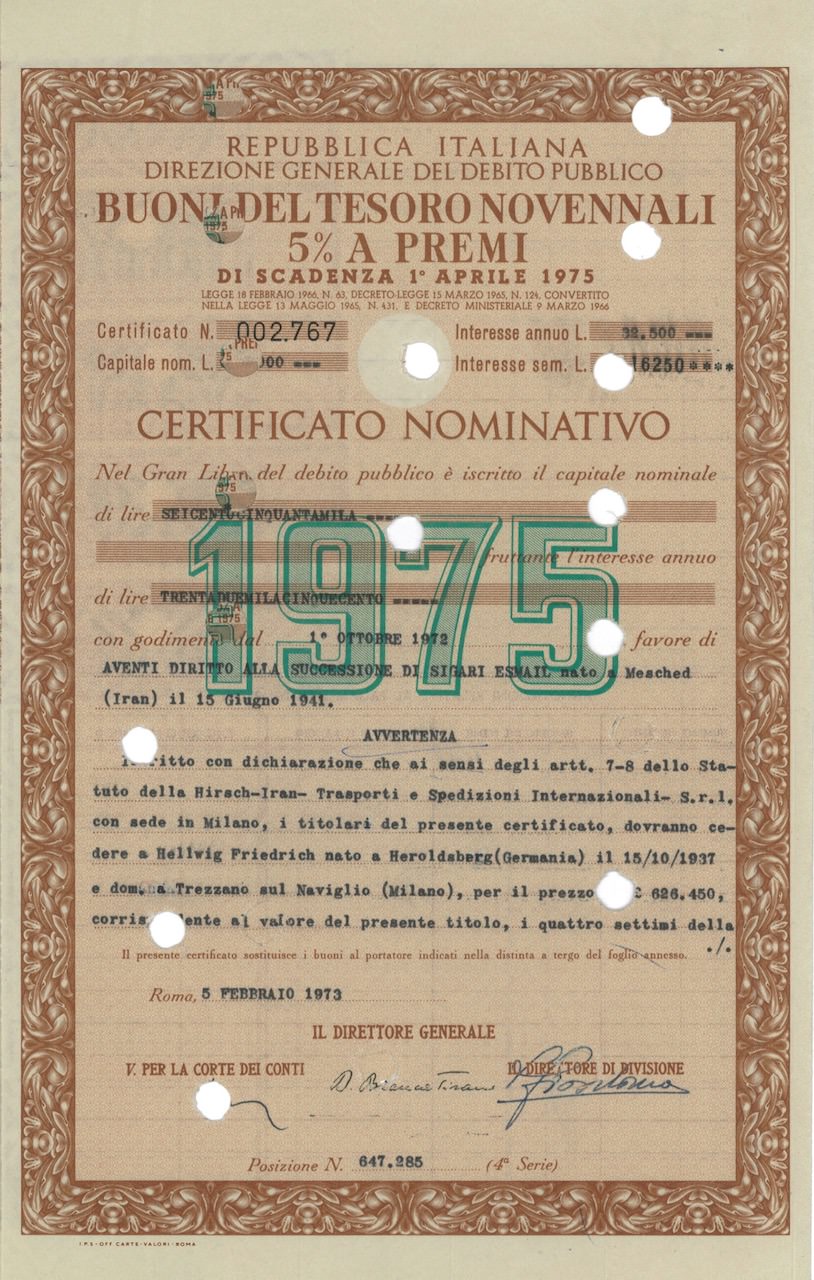 REPUBBLICA ITALIANA
DIREZIONE GENERALE DEL DEBITO PUBBLICO
BUONI DEL TESORO NOVENNALI
5% A PREMI
DI SCADENZA 1° APRILE 1975
LEGGE 18 FEBBRAIO 1966, N. 63, DECRETO-LEGGE 15 MARZO 1965, N. 124, CONVERTITO
NELLA LEGGE 13 MAGGIO 1965, N. 431, E DECRETO MINISTERIALE 9 MARZO 1966
Certificato N. 002.767 Interesse annuo L. 32.500 ---
Capitale nom. L. 000 --- Interesse sem. L. 16250****
CERTIFICATO NOMINATIVO
Nel Gran Libro del debito pubblico è iscritto il capitale nominale
di lire SEICENTOCINQUANTAMILA ----
1975
fruttante l'interesse annuo
di lire TRENTADUEMILACINQUECENTO -----
con godimento dal 1° OTTOBRE 1972 favore di
AVENTI DIRITTO ALLA SUCCESSIONE DI SIGARI ESMAIL nato a Mesched
(Iran) il 15 Giugno 1941.
AVVERTENZA
ritto con dichiarazione che ai sensi degli artt. 7-8 dello Sta-
tuto della Hirsch-Iran- Trasporti e Spedizioni Internazionali- S.r.l.
con sede in Milano, i titolari del presente certificato, dovranno ce-
dere a Hellwig Friedrich nato a Heroldsberg(Germania) il 15/10/1937
e dom. a Trezzano sul Naviglio (Milano), per il prezzo £ 626.450,
corris dente al valore del presente titolo, i quattro settimi della
./.
Il presente certificato sostituisce i buoni al portatore indicati nella distinta a tergo del foglio annesso.
Roma, 5 FEBBRAIO 1973
IL DIRETTORE GENERALE
V. PER LA CORTE DEI CONTI IL DIRETTORE DI DIVISIONE
Posizione N. 647.285 (4ª Serie)
I.P.S-OFF CARTE-VALORI-ROMA